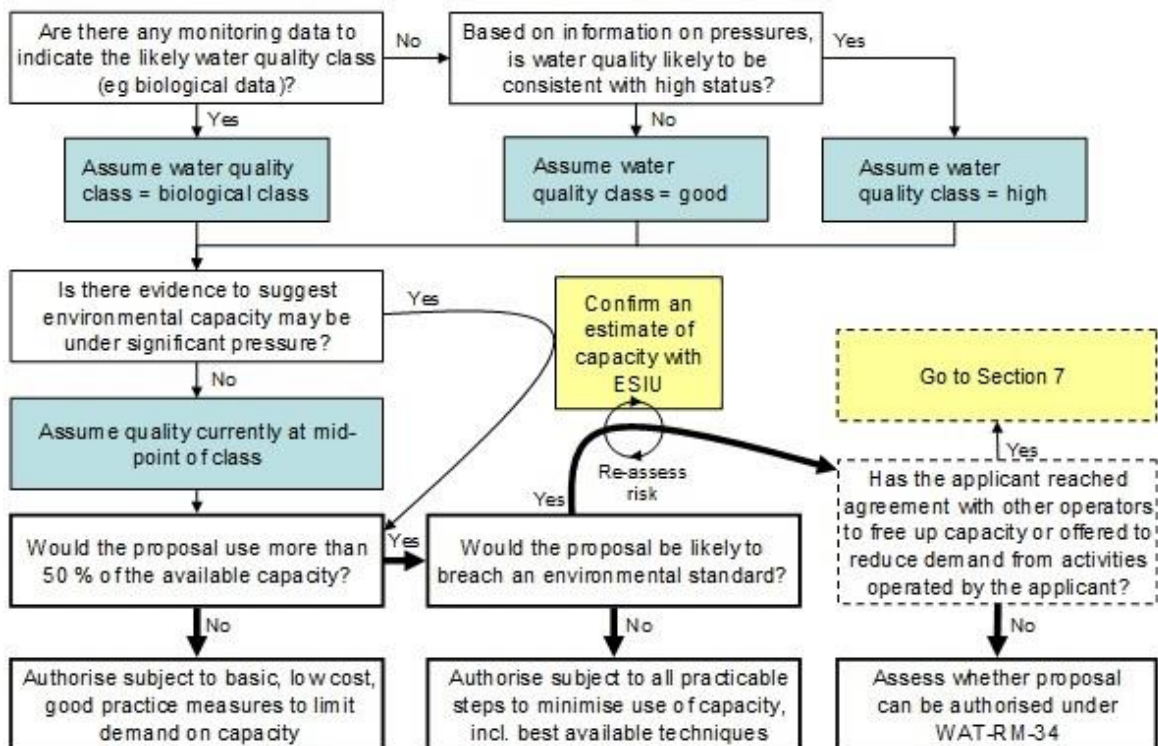 Are there any monitoring data to
indicate the likely water quality class
(eg biological data)?
No
Based on information on pressures,
is water quality likely to be
consistent with high status?
Yes
Yes
No
Assume water quality
class = biological class
Assume water
quality class = good
Assume water
quality class = high
Is there evidence to suggest
environmental capacity may be
under significant pressure?
Yes
Confirm an
estimate of
capacity with
ESIU
Go to Section 7
No
Assume quality currently at mid-
point of class
Re-assess
risk
Yes
Yes
Has the applicant reached
agreement with other operators
to free up capacity or offered to
reduce demand from activities
operated by the applicant?
Would the proposal use more than
50 % of the available capacity?
Yes
Would the proposal be likely to
breach an environmental standard?
No
No
No
Authorise subject to basic, low cost,
good practice measures to limit
demand on capacity
Authorise subject to all practicable
steps to minimise use of capacity,
incl. best available techniques
Assess whether proposal
can be authorised under
WAT-RM-34